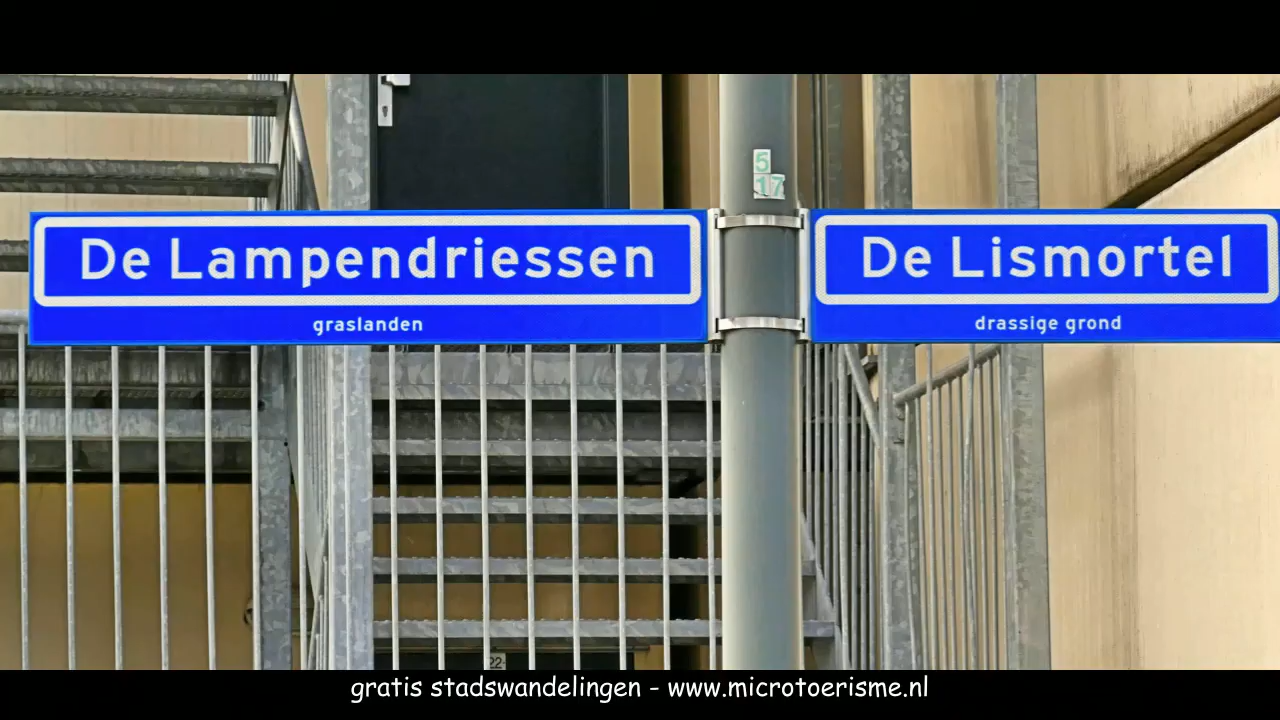 5
17
De Lampendriessen
graslanden
De Lismortel
drassige grond
22
gratis stadswandelingen - www.microtoerisme.nl